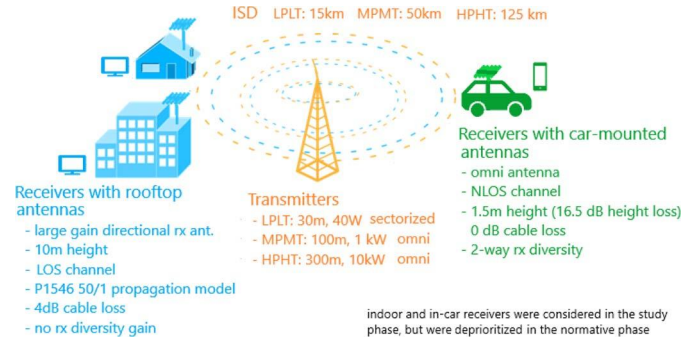 ISD LPLT: 15km MPMT: 50km HPHT: 125 km
Receivers with rooftop
antennas
- large gain directional rx ant.
- 10m height
- LOS channel
- P1546 50/1 propagation model
- 4dB cable loss
- no rx diversity gain
Transmitters
- LPLT: 30m, 40W sectorized
- MPMT: 100m, 1 kW omni
- HPHT: 300m, 10kW omni
Receivers with car-mounted
antennas
- omni antenna
- NLOS channel
- 1.5m height (16.5 dB height loss)
0 dB cable loss
- 2-way rx diversity
indoor and in-car receivers were considered in the study
phase, but were deprioritized in the normative phase